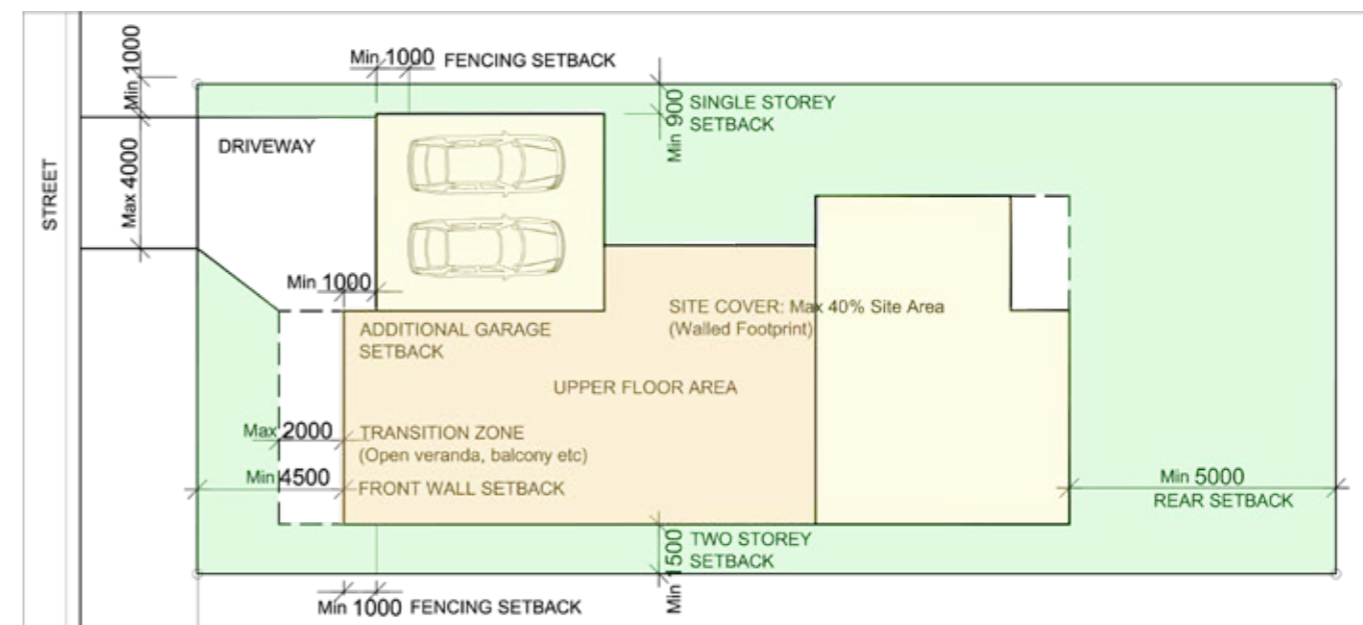 Min 1000
Min 1000 FENCING SETBACK
Min 900
SINGLE STOREY
SETBACK
DRIVEWAY
STREET
Max 4000
Min 1000
ADDITIONAL GARAGE
SETBACK
SITE COVER: Max 40% Site Area
(Walled Footprint)
UPPER FLOOR AREA
Max 2000 TRANSITION ZONE
(Open veranda, balcony etc)
Min 4500 FRONT WALL SETBACK
Min 5000
REAR SETBACK
Min 1500
TWO STOREY
SETBACK
Min 1000 FENCING SETBACK